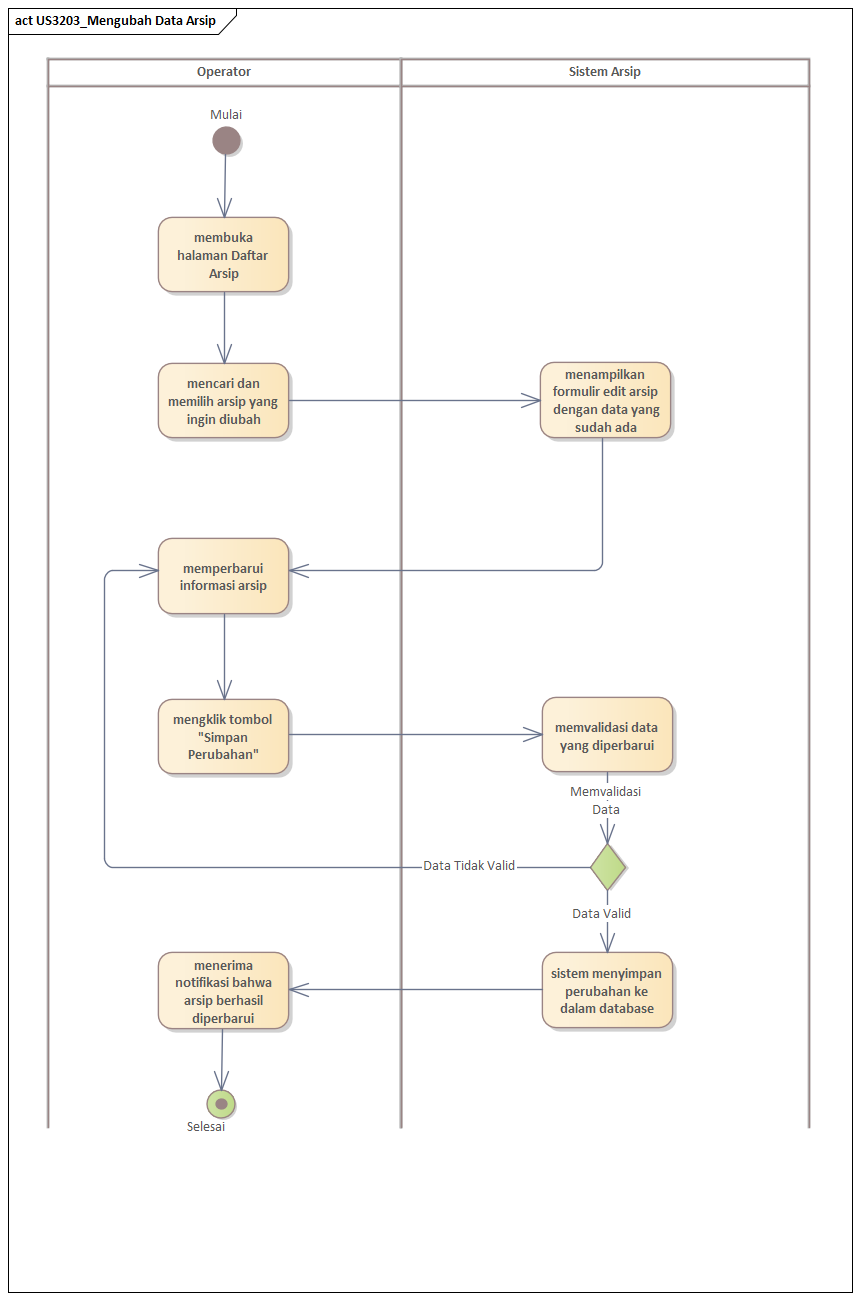 act US3203_Mengubah Data Arsip
Operator
Sistem Arsip
Mulai
membuka
halaman Daftar
Arsip
mencari dan
memilih arsip yang
ingin diubah
menampilkan
formulir edit arsip
dengan data yang
sudah ada
memperbarui
informasi arsip
mengklik tombol
"Simpan
Perubahan"
memvalidasi data
yang diperbarui
Memvalidasi
Data
Data Tidak Valid
Data Valid
sistem menyimpan
perubahan ke
dalam database
menerima
notifikasi bahwa
arsip berhasil
diperbarui
Selesai